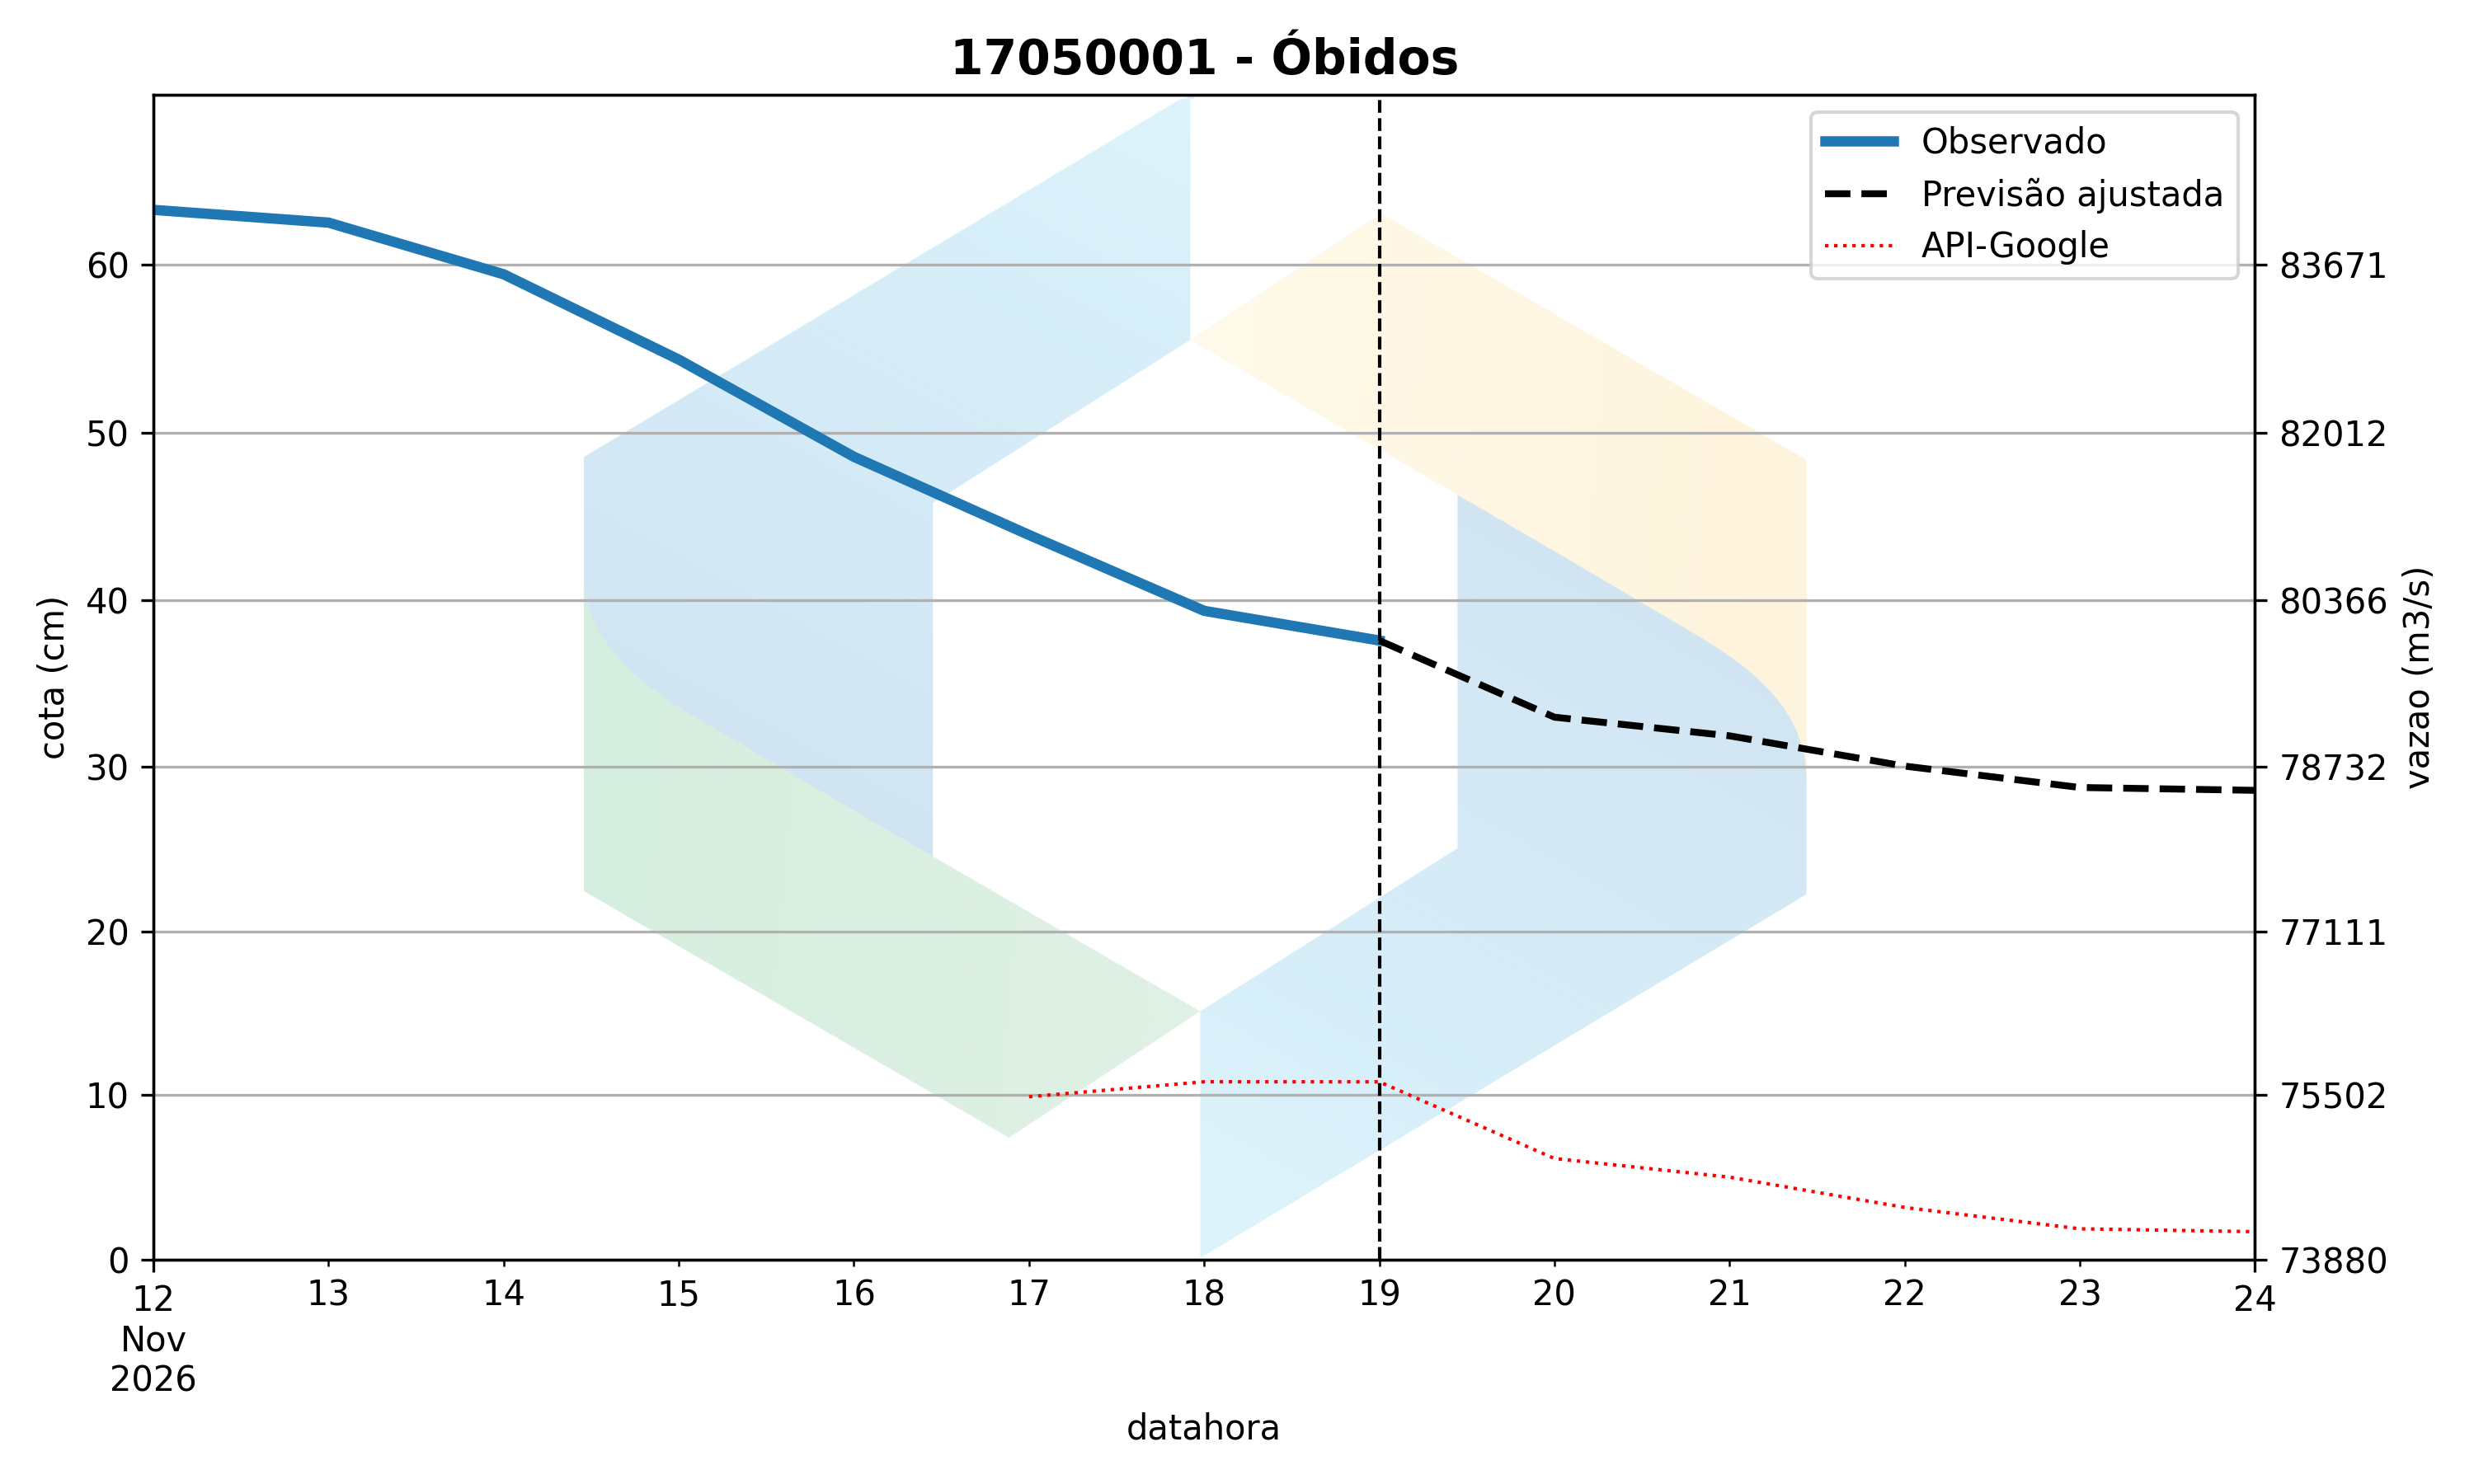 17050001 - Óbidos
Observado
Previsão ajustada
API-Google
60
50
40
30
20
10
0
cota (cm)
83671
82012
80366
78732
77111
75502
73880
vazao (m3/s)
12 13 14 15 16 17 18 19 20 21 22 23 24
Nov
2026
datahora